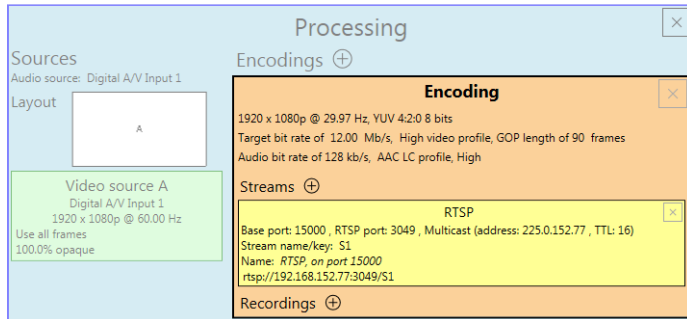 Processing
Sources
Audio source: Digital A/V Input 1
Layout
A
Video source A
Digital A/V Input 1
1920 x 1080p @ 60.00 Hz
Use all frames
100.0% opaque
Encodings
Encoding
1920 x 1080p @ 29.97 Hz, YUV 4:2:0 8 bits
Target bit rate of 12.00 Mb/s, High video profile, GOP length of 90 frames
Audio bit rate of 128 kb/s, AAC LC profile, High
Streams
RTSP
Base port: 15000 , RTSP port: 3049 , Multicast (address: 225.0.152.77 , TTL: 16)
Stream name/key: S1
Name: RTSP, on port 15000
rtsp://192.168.152.77:3049/S1
Recordings